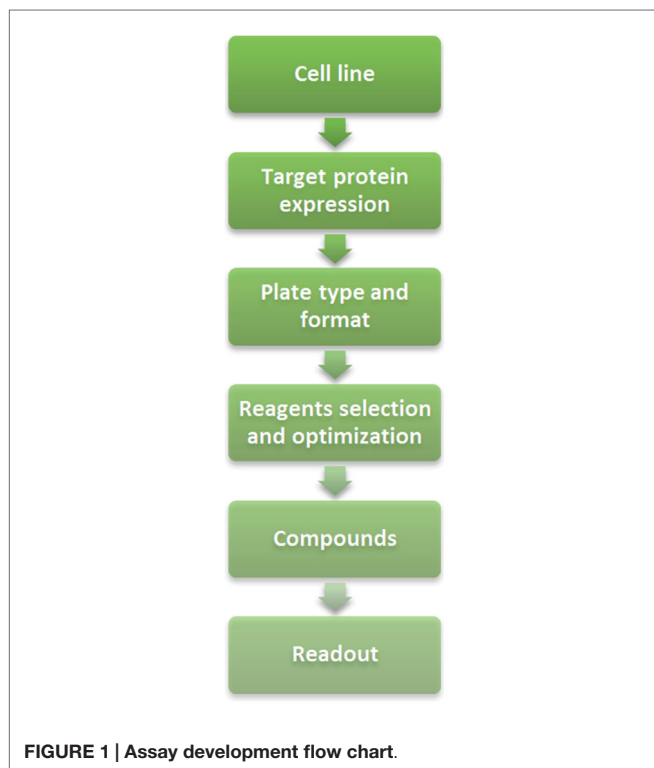 Cell line
Target protein
expression
Plate type and
format
Reagents selection
and optimization
Compounds
Readout
FIGURE 1 | Assay development flow chart.